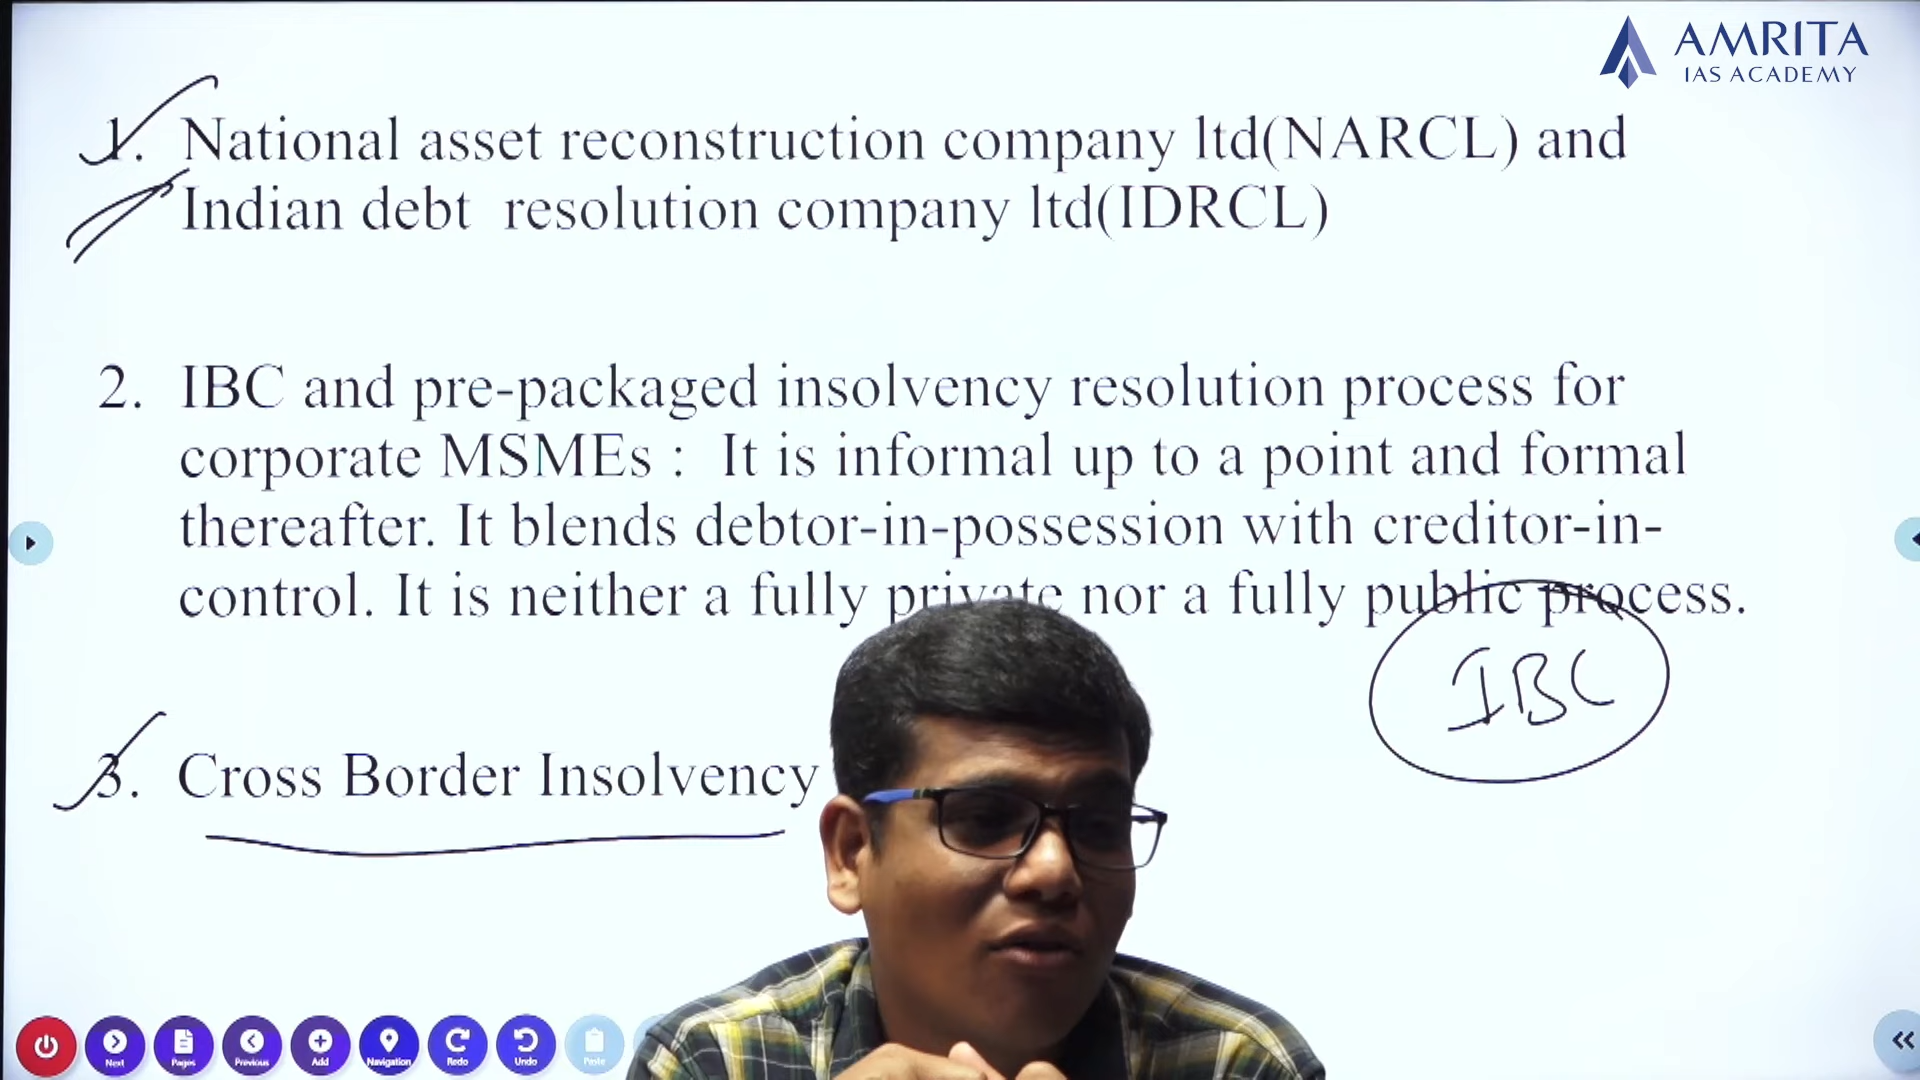 AMRITA
IAS ACADEMY
1. National asset reconstruction company ltd(NARCL) and
Indian debt resolution company ltd(IDRCL)
2. IBC and pre-packaged insolvency resolution process for
corporate MSMEs : It is informal up to a point and formal
thereafter. It blends debtor-in-possession with creditor-in-
control. It is neither a fully private nor a fully public process.
IBC
3. Cross Border Insolvency
Next
Pages
Previous
Add
Navigation
Redo
Undo
Paste